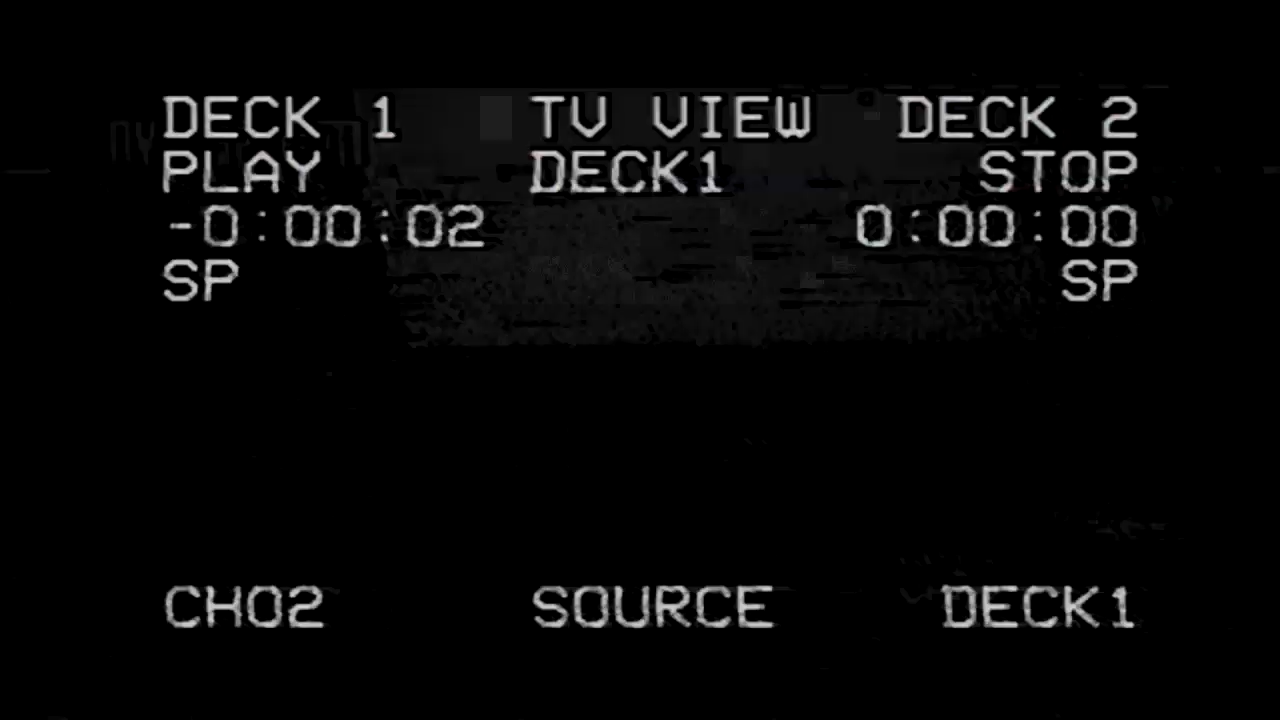 DECK 1 TV VIEW DECK 2
PLAY DECK1 STOP
-0:00:02 0:00:00
SP SP
CH02 SOURCE DECK1